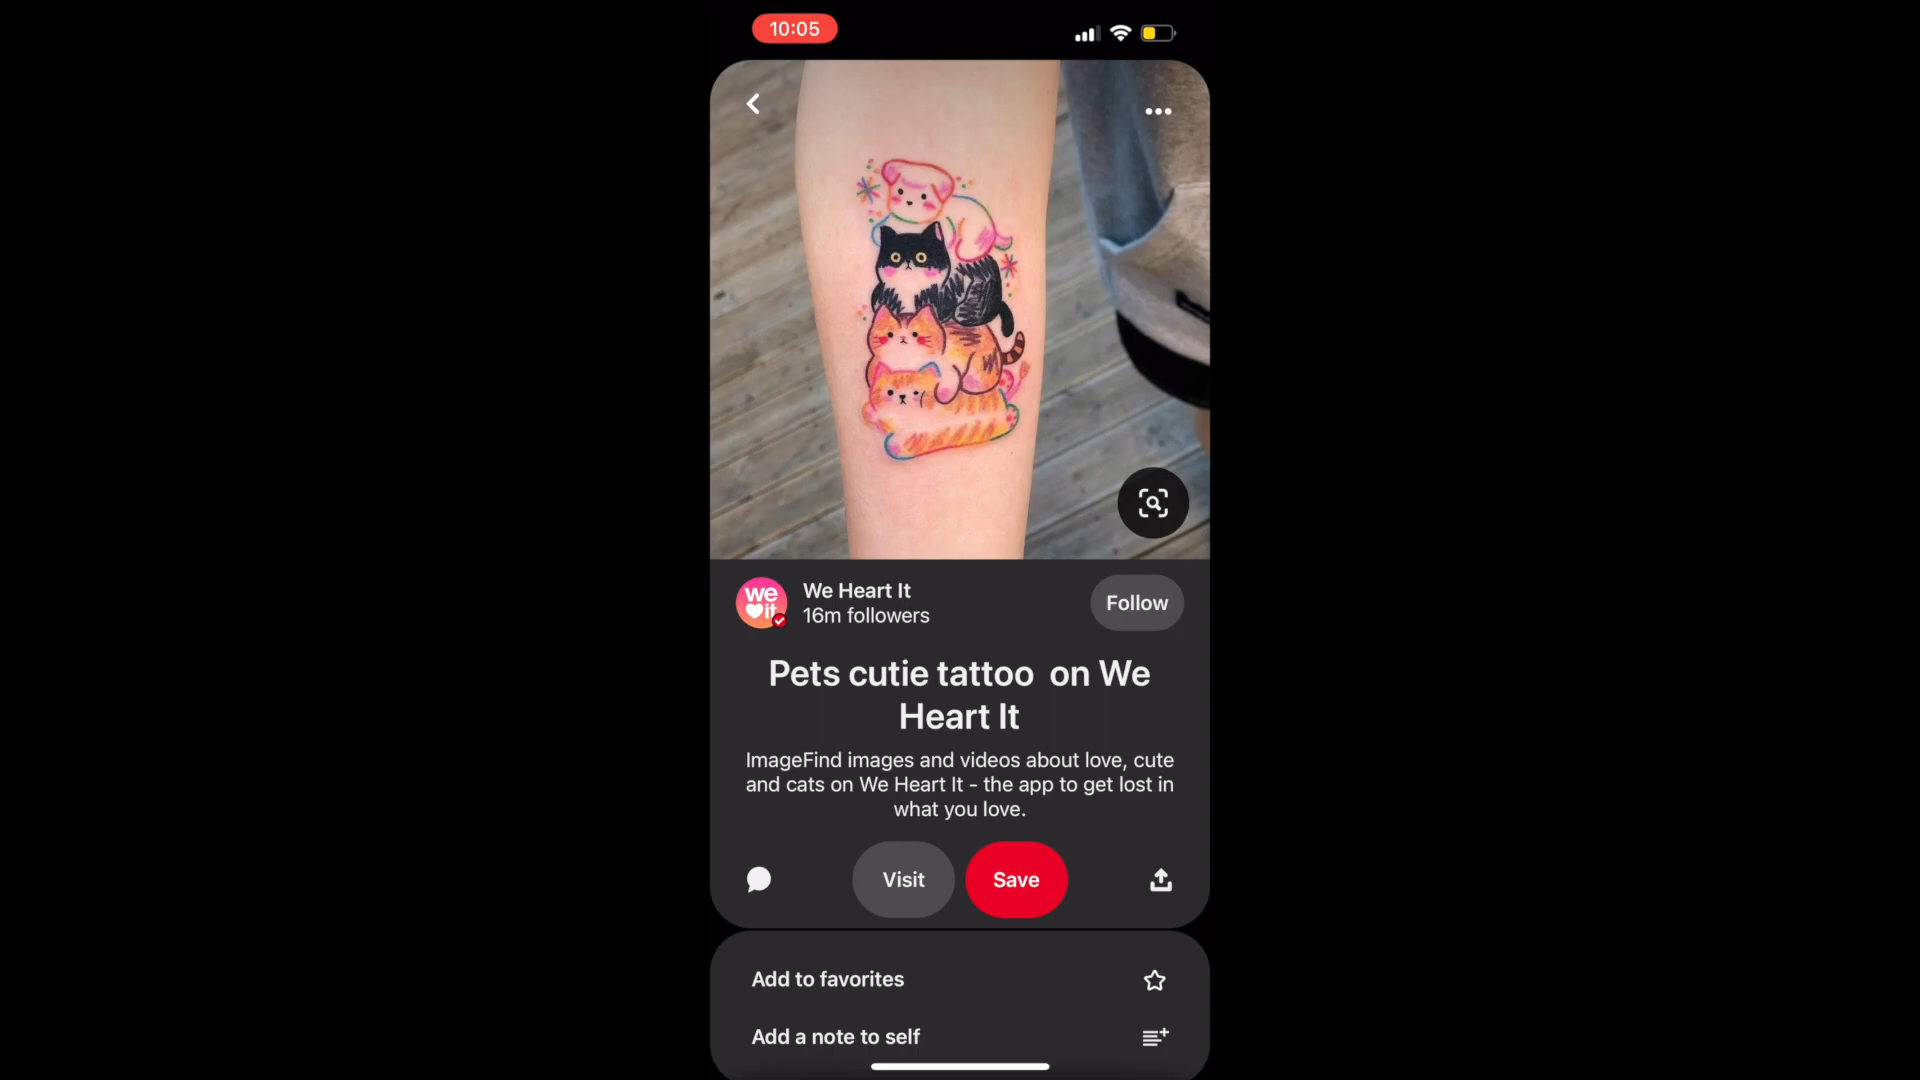 10:05
we
it
We Heart It
16m followers
Follow
Pets cutie tattoo on We
Heart It
ImageFind images and videos about love, cute
and cats on We Heart It - the app to get lost in
what you love.
Visit
Save
Add to favorites
Add a note to self